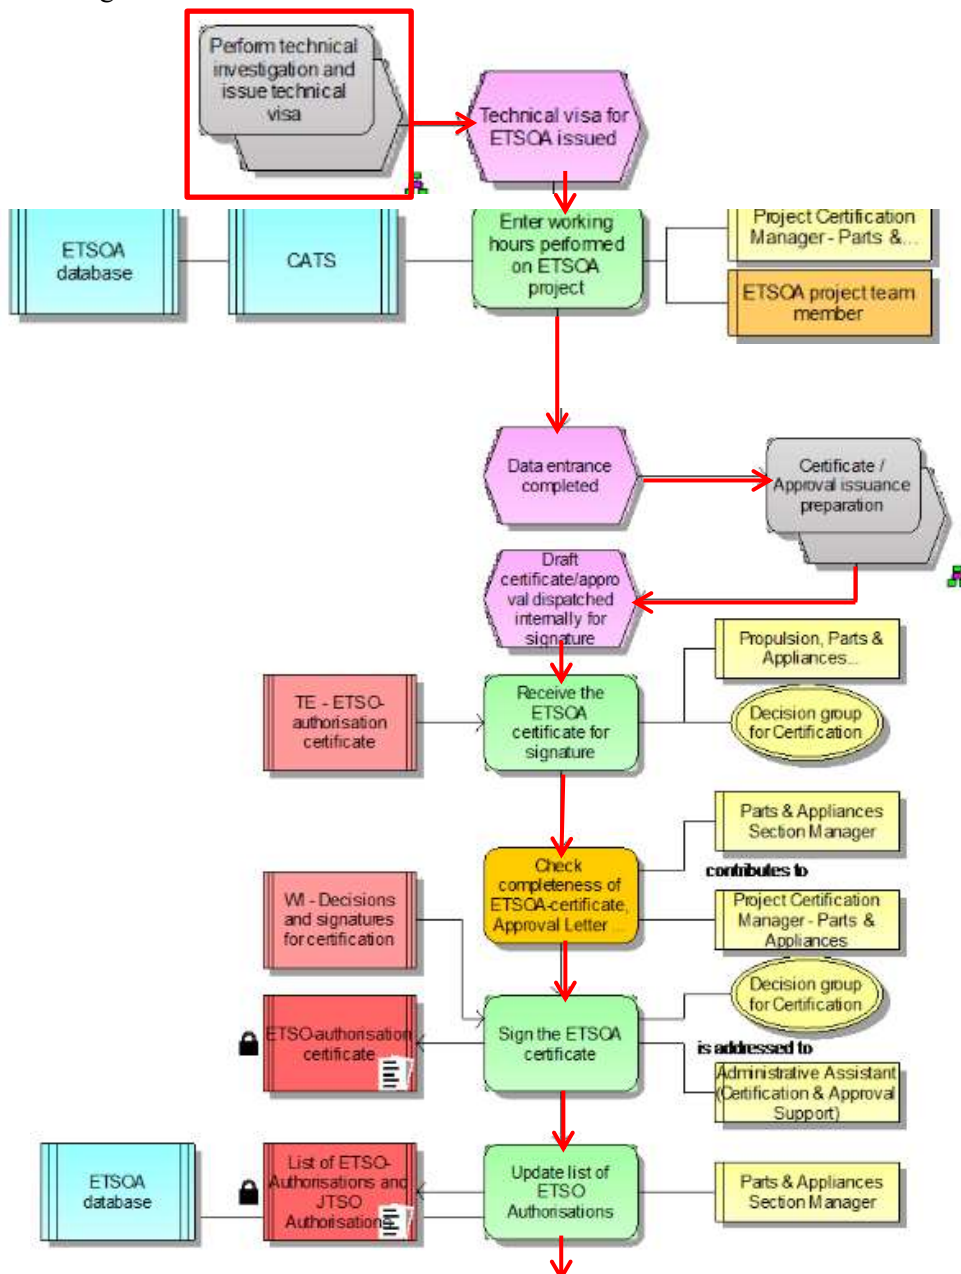 Perform technical
investigation and
issue technical
visa
Technical visa for
ETSOA issued
ETSOA
database
CATS
Enter working
hours performed
on ETSOA
project
Project Certification
Manager - Parts &...
ETSOA project team
member
Data entrance
completed
Certificate /
Approval issuance
preparation
Draft
certificate/appro
val dispatched
internally for
signature
Propulsion, Parts &
Appliances...
TE - ETSO-
authorisation
certificate
Receive the
ETSOA
certificate for
signature
Decision group
for Certification
Parts & Appliances
Section Manager
contributes to
WI - Decisions
and signatures
for certification
Check
completeness of
ETSOA-certificate,
Approval Letter ...
Project Certification
Manager - Parts &
Appliances
Decision group
for Certification
ETSO-authorisation
certificate
Sign the ETSOA
certificate
is addressed to
Administrative Assistant
(Certification & Approval
Support)
ETSOA
database
List of ETSO-
Authorisations and
JTSO
Authorisations
Update list of
ETSO
Authorisations
Parts & Appliances
Section Manager